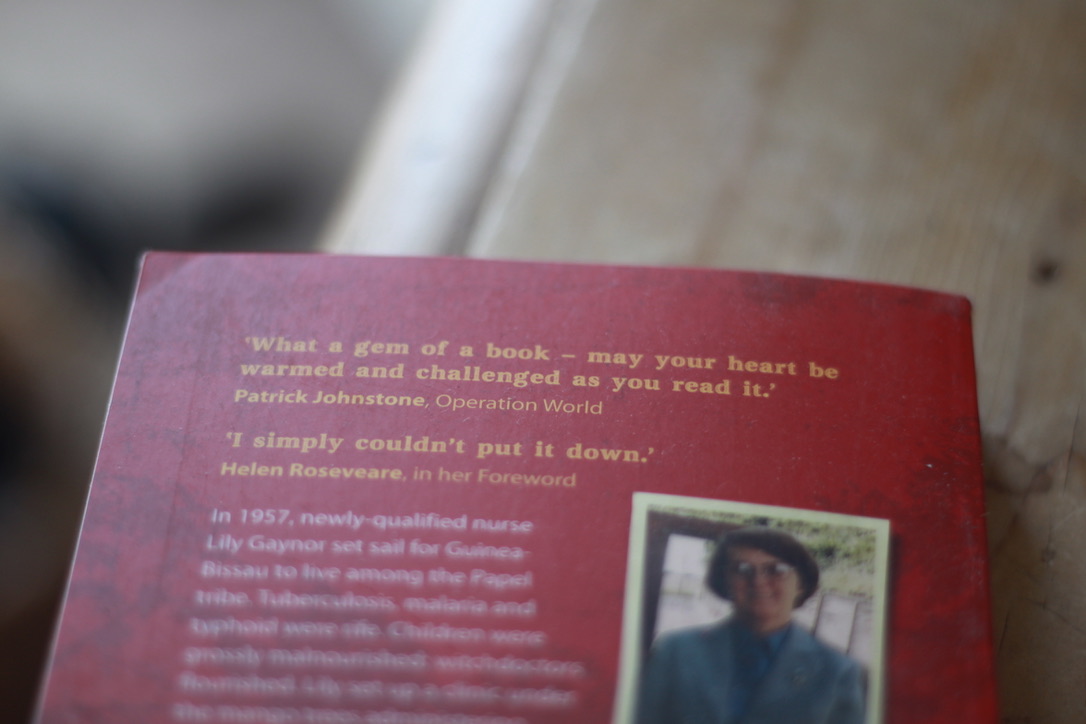 ‘What a gem of a book – may your heart be
warmed and challenged as you read it.’
Patrick Johnstone, Operation World
‘I simply couldn’t put it down.’
Helen Roseveare, in her Foreword
In 1957, newly-qualified nurse
Lily Gaynor set sail for Guinea-
Bissau to live among the Papel
tribe. Tuberculosis, malaria and
typhoid were rife. Children were
grossly malnourished; witchdoctors
flourished. Lily set up a clinic under
the mango trees